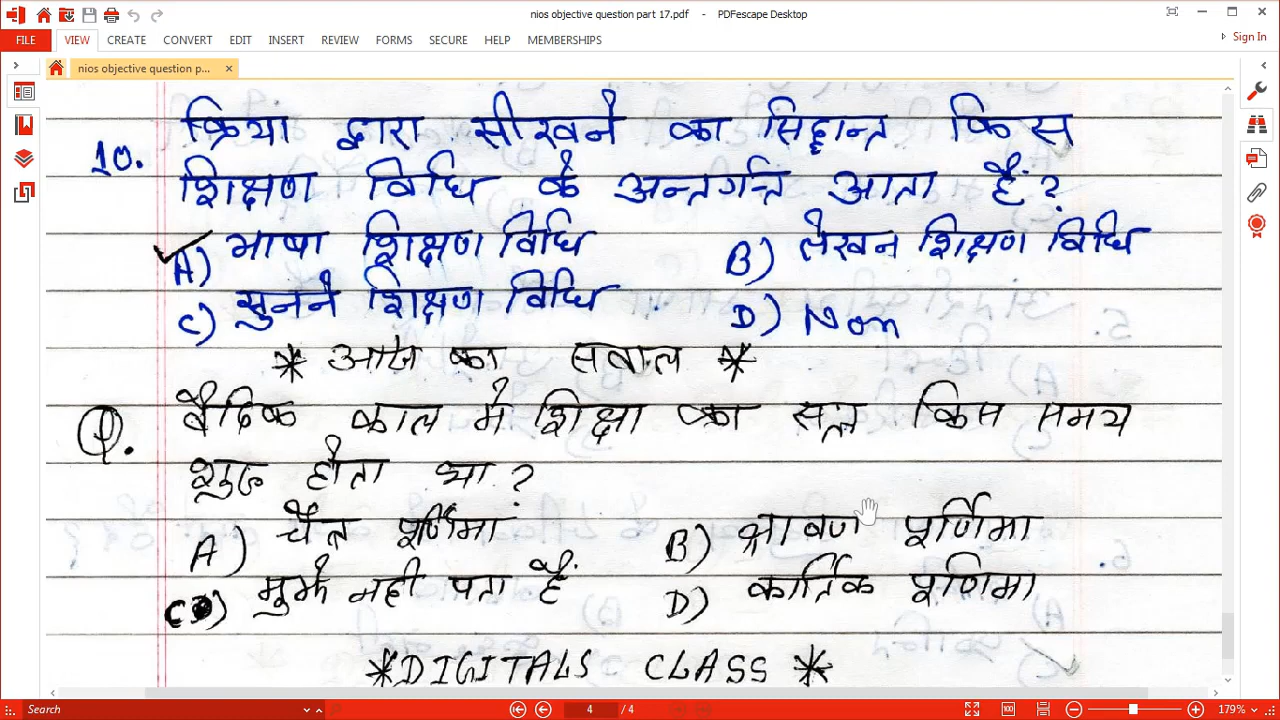 nios objective question part 17.pdf - PDFescape Desktop
FILE VIEW CREATE CONVERT EDIT INSERT REVIEW FORMS SECURE HELP MEMBERSHIPS Sign In
nios objective question p... ×
10. क्रिया द्वारा सीखने का सिद्दान्त किस
शिक्षण विधि के अन्तर्गत आता हैं ?
A) भाषा शिक्षण विधि B) लेखन शिक्षण विधि
C) सुनने शिक्षण विधि D) Non
* आज का सवाल *
Q. वैदिक काल मे शिक्षा का सत्र किस समय
शुरू होता था ?
A) चैत्र पूर्णिमा B) श्रावण पूर्णिमा
C) मुझे नही पता हैं D) कार्तिक पूर्णिमा
*DIGITALS CLASS *
Search 4 / 4 179%